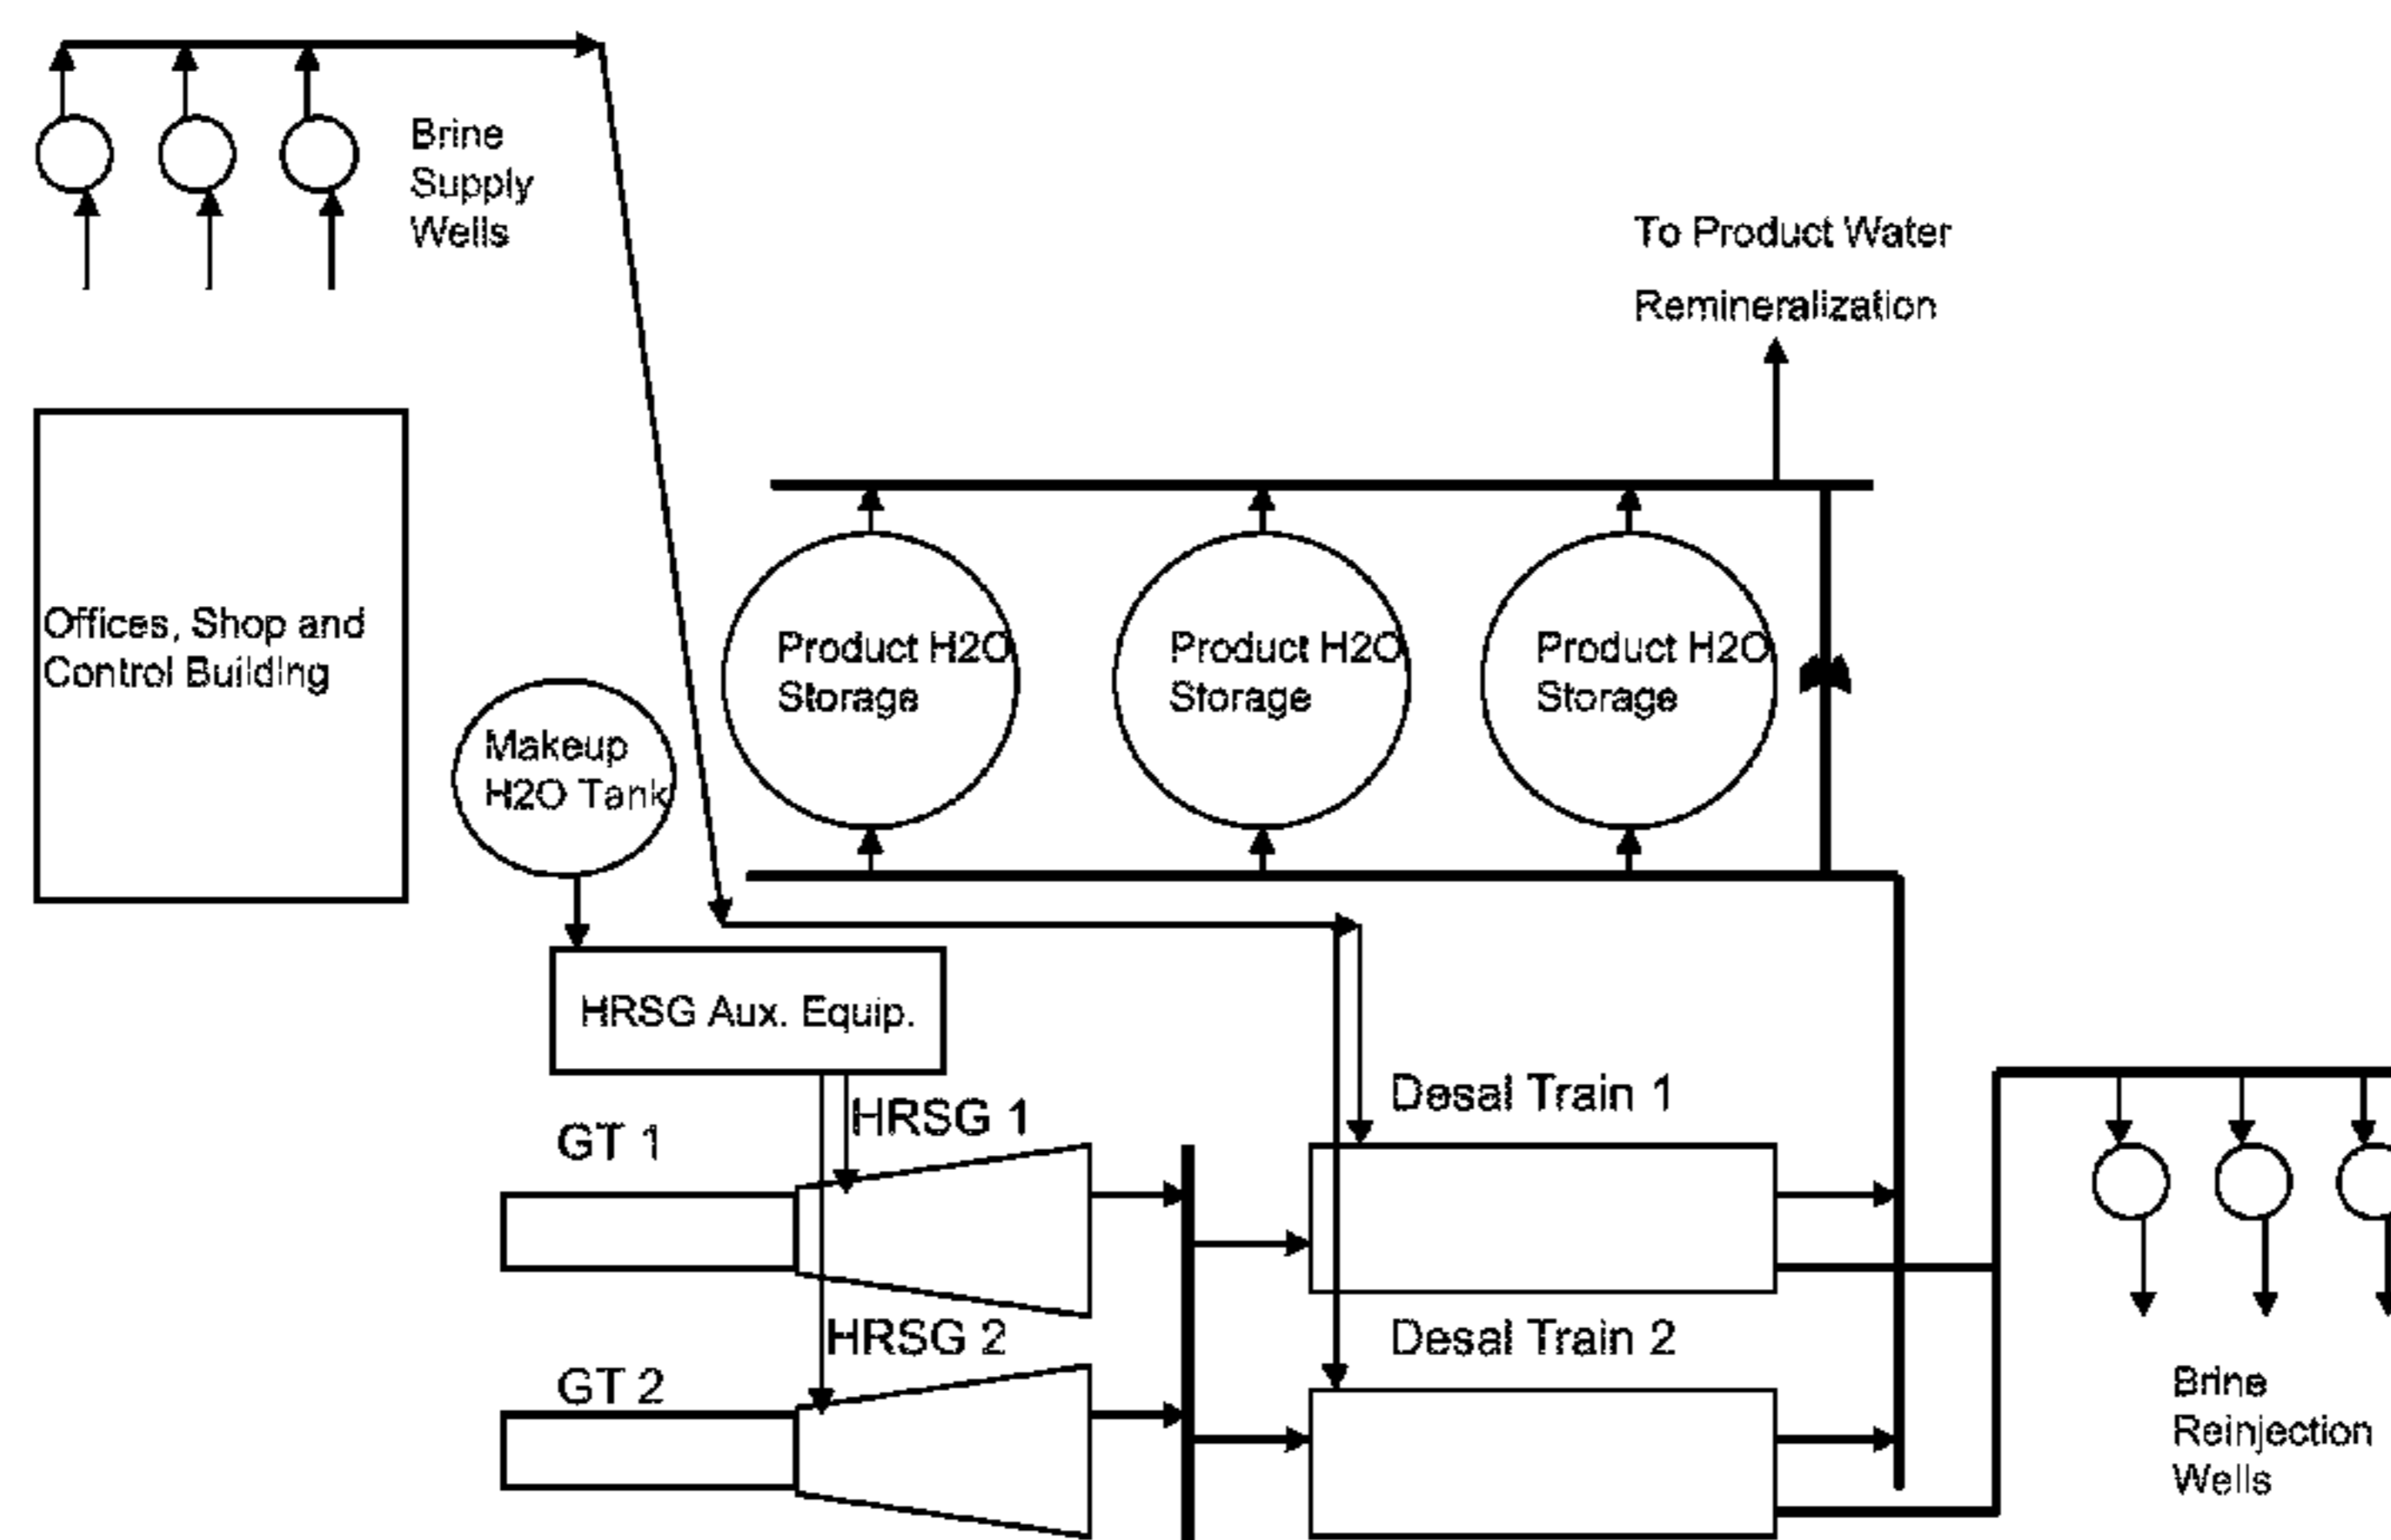 Brine
Supply
Wells
To Product Water
Remineralization
Offices, Shop and
Control Building
Product H2O
Storage
Product H2O
Storage
Product H2O
Storage
Makeup
H2O Tank
HRSG Aux. Equip.
Desal Train 1
HRSG 1
GT 1
HRSG 2
Desal Train 2
GT 2
Brine
Reinjection
Wells